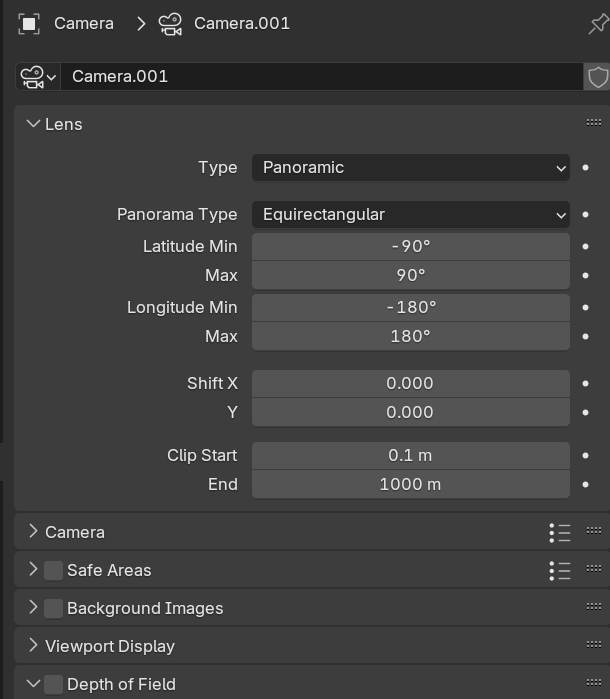 Camera Camera.001
Camera.001
Lens
Type Panoramic
Panorama Type Equirectangular
Latitude Min -90°
Max 90°
Longitude Min -180°
Max 180°
Shift X 0.000
Y 0.000
Clip Start 0.1 m
End 1000 m
Camera
Safe Areas
Background Images
Viewport Display
Depth of Field